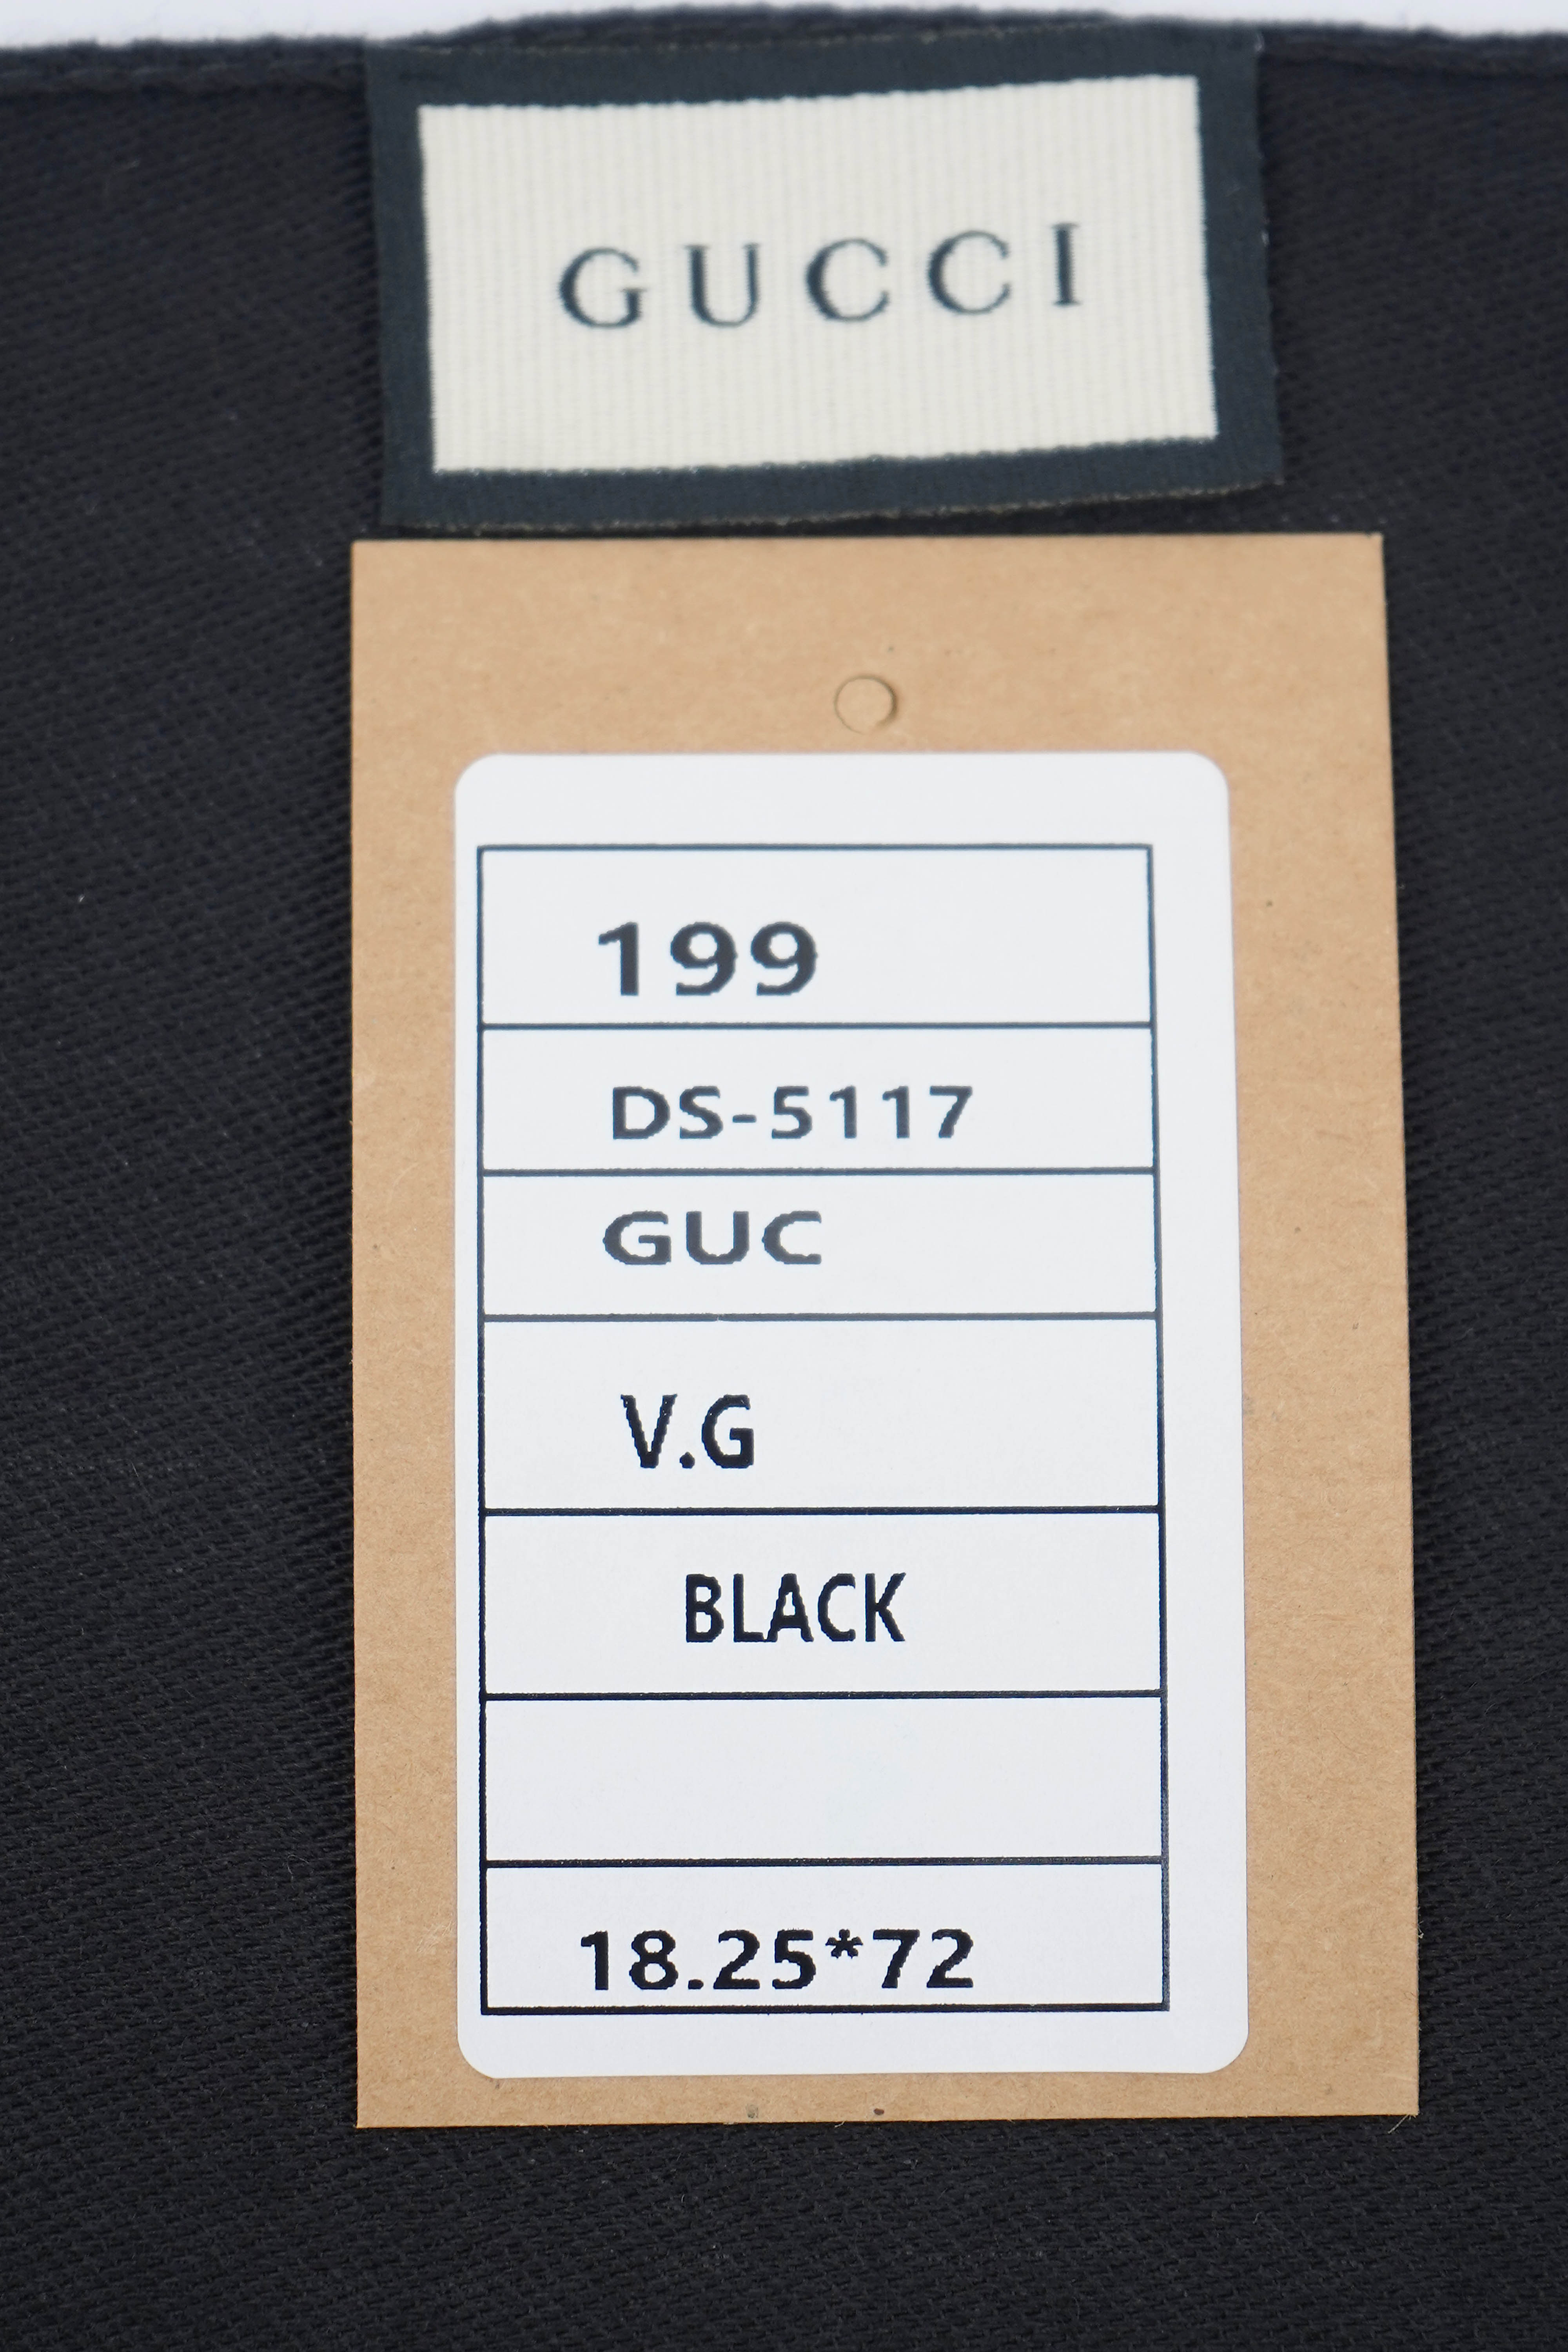 GUCCI
199
DS-5117
GUC
V.G
BLACK
18.25*72